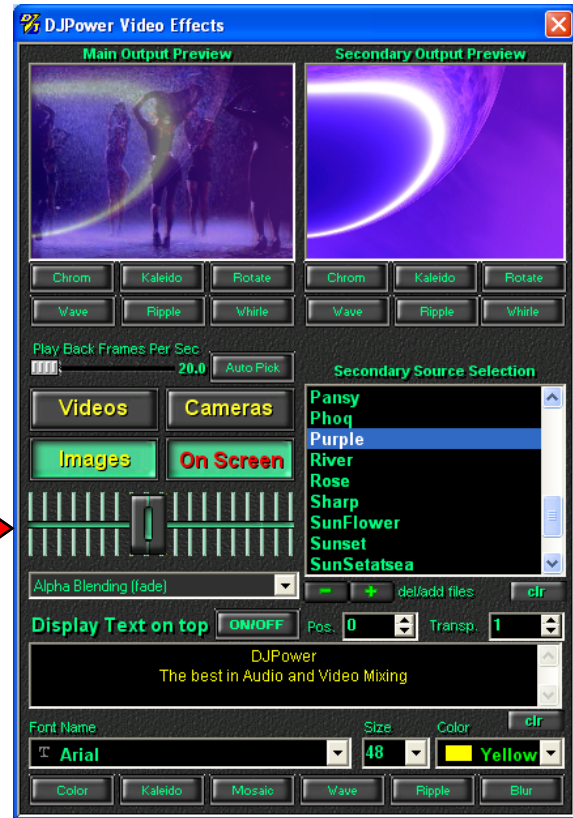 DJPower Video Effects
Main Output Preview Secondary Output Preview
Chrom Kaleido Rotate Chrom Kaleido Rotate
Wave Ripple Whirle Wave Ripple Whirle
Play Back Frames Per Sec
20.0 Auto Pick
Secondary Source Selection
Videos Cameras
Images On Screen
Pansy
Phoq
Purple
River
Rose
Sharp
SunFlower
Sunset
SunSetatsea
Alpha Blending (fade)
- + del/add files clr
Display Text on top ON/OFF Pos. 0 Transp. 1
DJPower
The best in Audio and Video Mixing
clr
Font Name Size Color
Arial 48 Yellow
Color Kaleido Mosaic Wave Ripple Blur